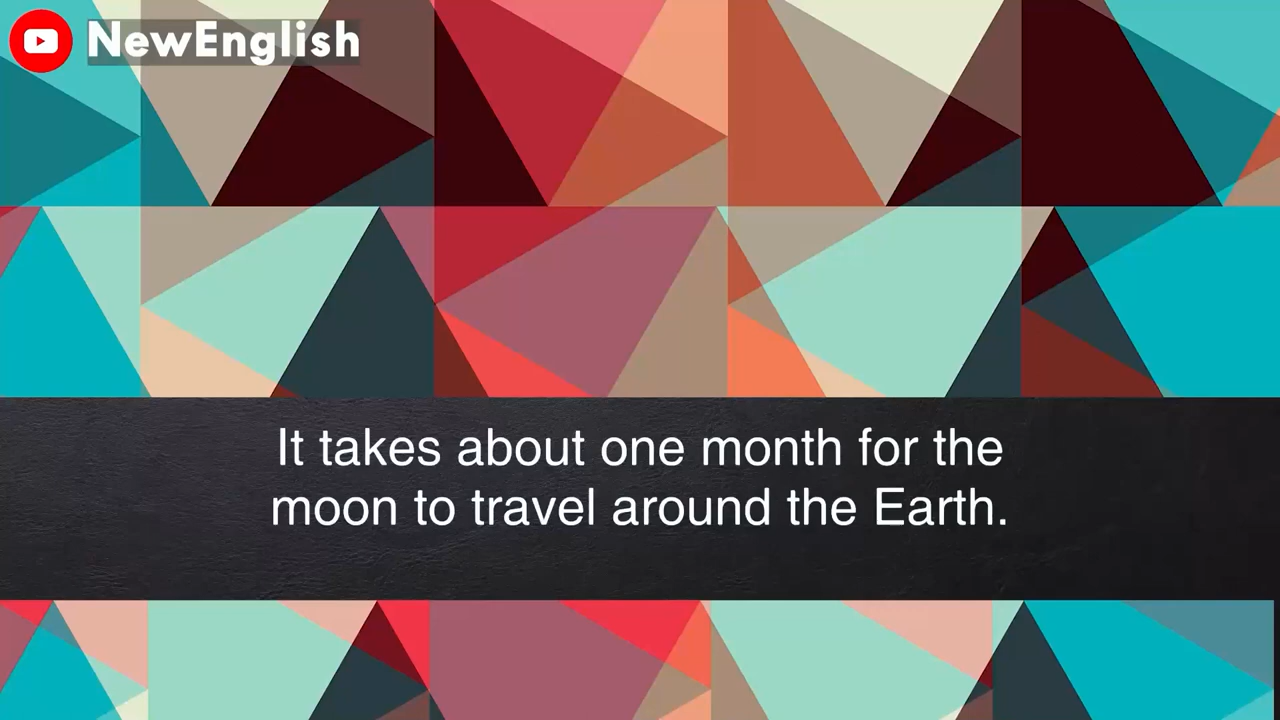 NewEnglish
It takes about one month for the
moon to travel around the Earth.